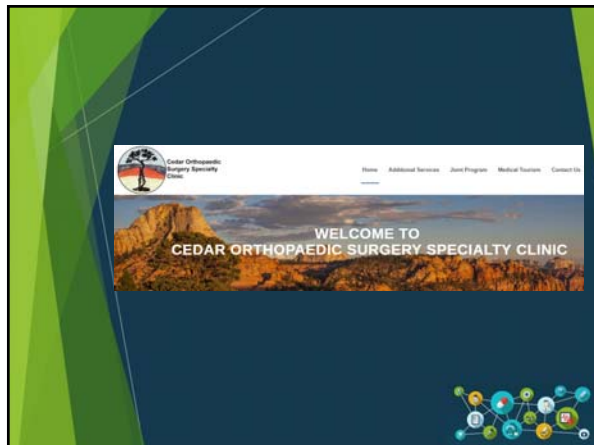 Cedar Orthopaedic
Surgery Specialty
Clinic
Home Additional Services Joint Program Medical Tourism Contact Us
WELCOME TO
CEDAR ORTHOPAEDIC SURGERY SPECIALTY CLINIC